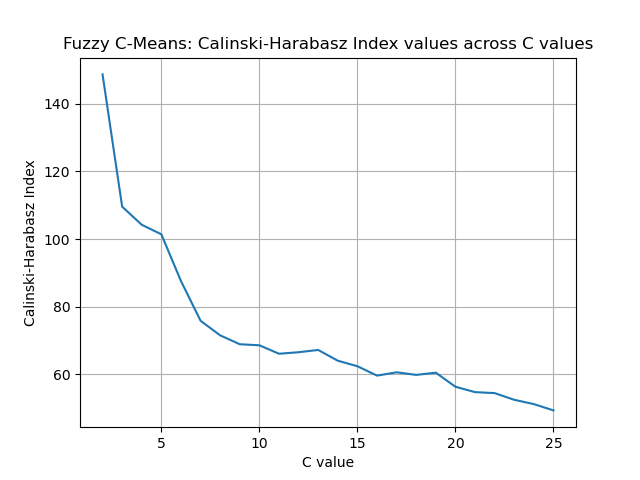 Fuzzy C-Means: Calinski-Harabasz Index values across C values
Calinski-Harabasz Index
140
120
100
80
60
5 10 15 20 25
C value